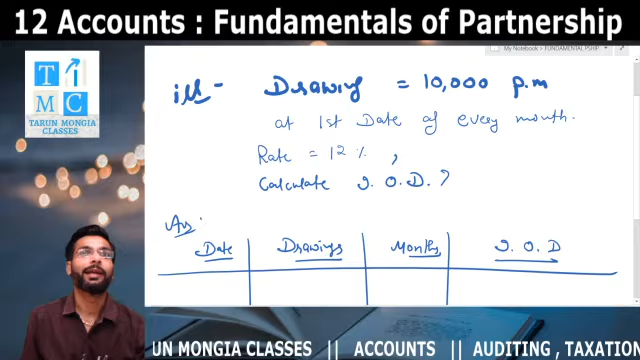 12 Accounts : Fundamentals of Partnership
My Notebook > FUNDAMENTAL PSHIP
T i
M C
TARUN MONGIA
CLASSES
ill - Drawing = 10,000 p.m
at 1st Date of every month.
Rate = 12 % ,
Calculate I. O. D. ?
Ans.
Date Drawings Months I. O. D
UN MONGIA CLASSES || ACCOUNTS || AUDITING , TAXATION